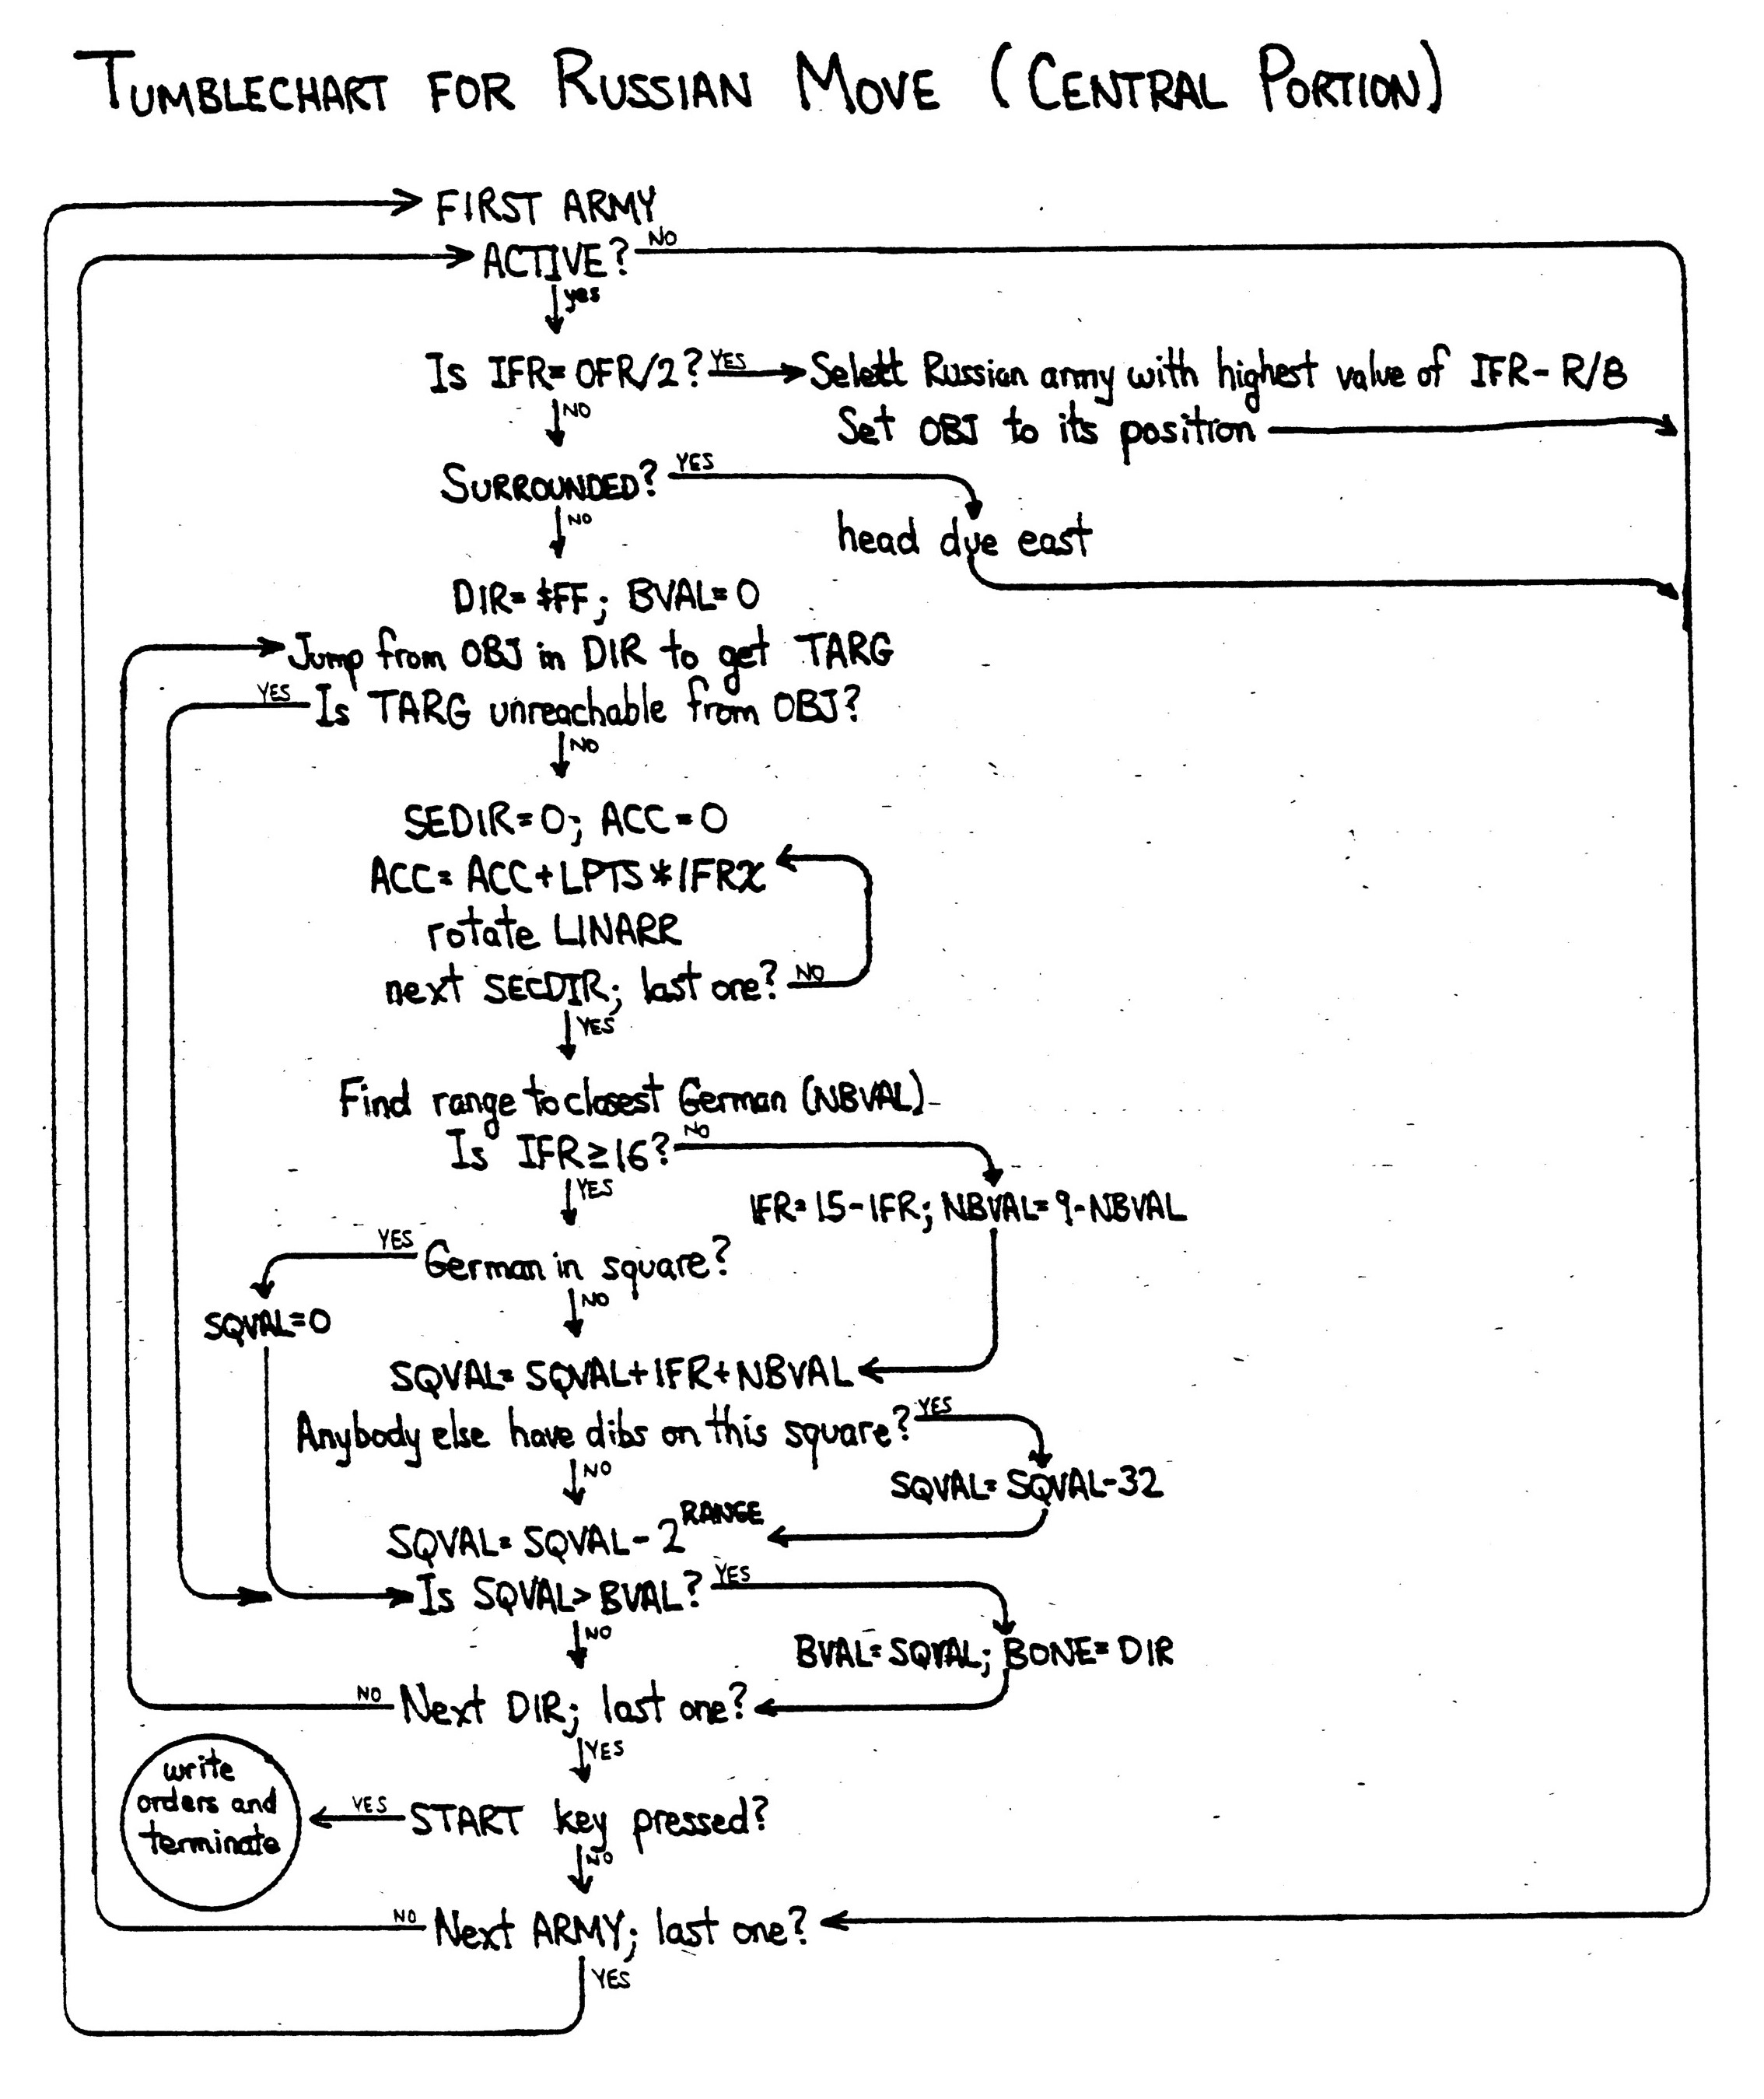 TUMBLECHART FOR RUSSIAN MOVE (CENTRAL PORTION)
FIRST ARMY
ACTIVE? NO
yes
Is IFR=OFR/2? YES Selett Russian army with highest value of IFR-R/8
NO Set OBJ to its position
SURROUNDED? YES
NO
head due east
DIR=$FF; BVAL=0
Jump from OBJ in DIR to get TARG
YES Is TARG unreachable from OBJ?
NO
SEDIR=0; ACC=0
ACC=ACC+LPTS*IFRX
rotate LINARR
next SECDIR; last one? NO
YES
Find range to closest German (NBVAL)
Is IFR≥16? NO
YES
IFR=15-IFR; NBVAL=9-NBVAL
YES German in square?
NO
SQVAL=0
SQVAL=SQVAL+IFR+NBVAL
Anybody else have dibs on this square? YES
NO
SQVAL=SQVAL-32
SQVAL=SQVAL-2^RANGE
Is SQVAL>BVAL? YES
NO
BVAL=SQVAL; BONE=DIR
NO Next DIR; last one?
YES
write
orders and
terminate
YES START key pressed?
NO
NO Next ARMY; last one?
YES